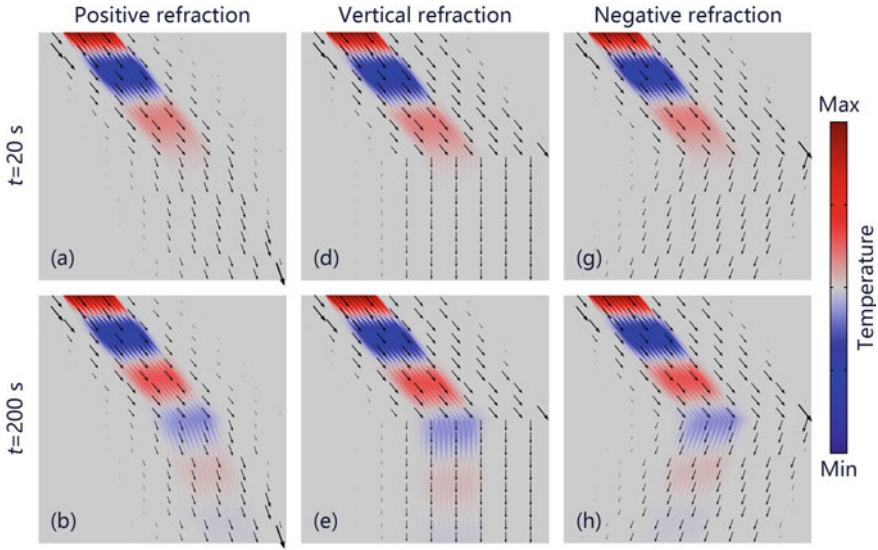 Positive refraction
Vertical refraction
Negative refraction
t=20 s
(a)
(d)
(g)
t=200 s
(b)
(e)
(h)
Max
Temperature
Min